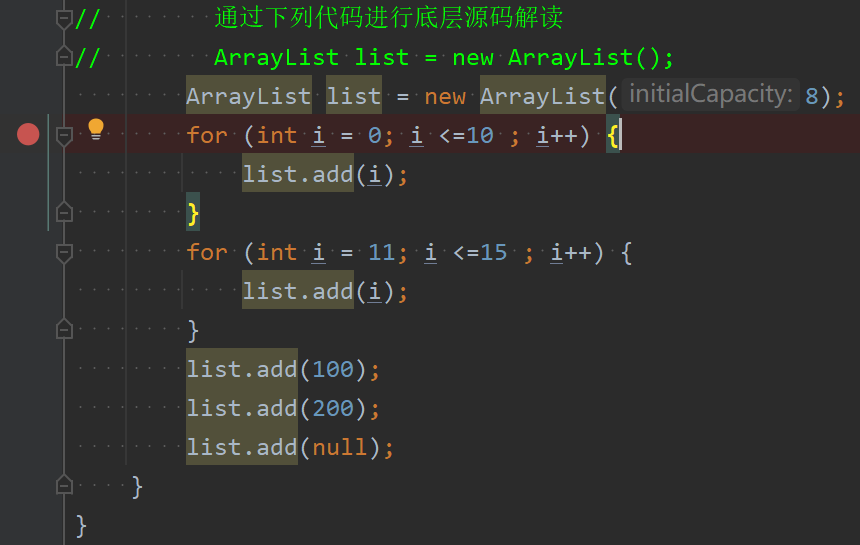 //        通过下列代码进行底层源码解读
//        ArrayList list = new ArrayList();
ArrayList list = new ArrayList( initialCapacity: 8);
for (int i = 0; i <=10 ; i++) {
    list.add(i);
}
for (int i = 11; i <=15 ; i++) {
    list.add(i);
}
list.add(100);
list.add(200);
list.add(null);
}
}